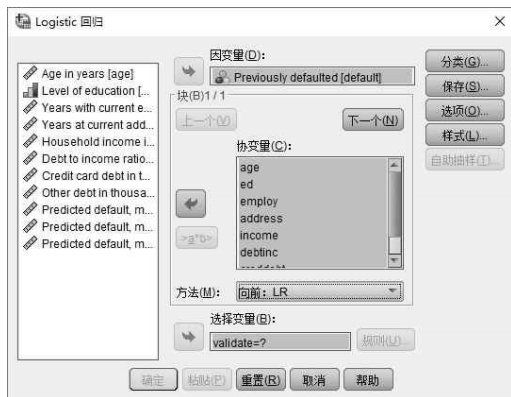 Logistic 回归
Age in years [age]
Level of education [...
Years with current e...
Years at current add...
Household income i...
Debt to income ratio...
Credit card debt in t...
Other debt in thousa...
Predicted default, m...
Predicted default, m...
Predicted default, m...
因变量(D):
Previously defaulted [default]
块(B)1 / 1
上一个(V)
下一个(N)
协变量(C):
age
ed
employ
address
income
debtinc
creddebt
>a*b>
方法(M):
向前: LR
选择变量(B):
validate=?
规则(U)...
分类(G)...
保存(S)...
选项(O)...
样式(L)...
自助抽样(T)...
确定
粘贴(P)
重置(R)
取消
帮助